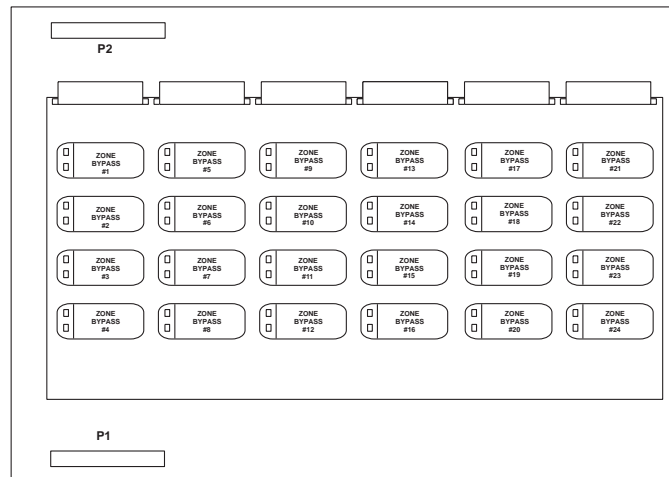 P2
ZONE
BYPASS
#1
ZONE
BYPASS
#5
ZONE
BYPASS
#9
ZONE
BYPASS
#13
ZONE
BYPASS
#17
ZONE
BYPASS
#21
ZONE
BYPASS
#2
ZONE
BYPASS
#6
ZONE
BYPASS
#10
ZONE
BYPASS
#14
ZONE
BYPASS
#18
ZONE
BYPASS
#22
ZONE
BYPASS
#3
ZONE
BYPASS
#7
ZONE
BYPASS
#11
ZONE
BYPASS
#15
ZONE
BYPASS
#19
ZONE
BYPASS
#23
ZONE
BYPASS
#4
ZONE
BYPASS
#8
ZONE
BYPASS
#12
ZONE
BYPASS
#16
ZONE
BYPASS
#20
ZONE
BYPASS
#24
P1